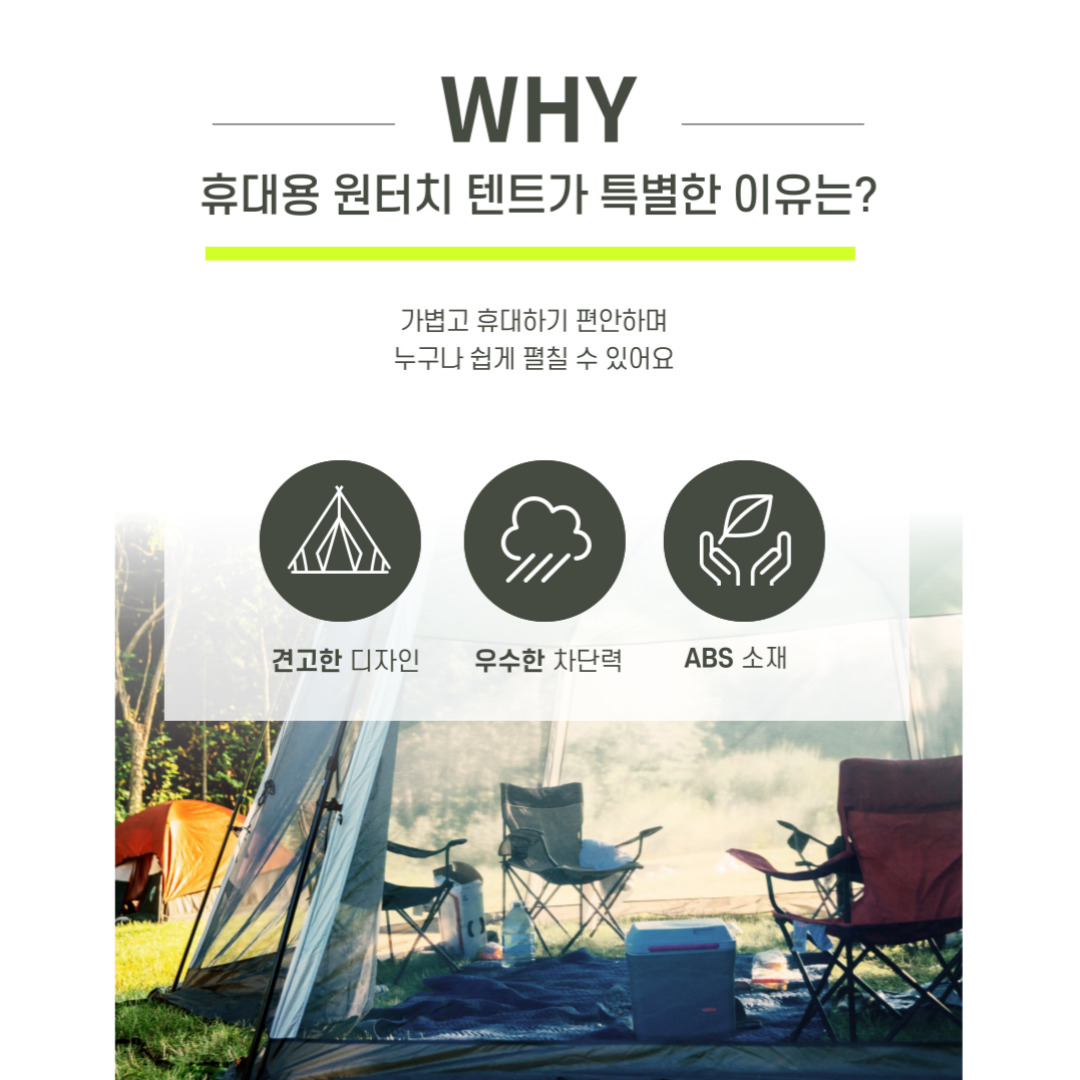 WHY
휴대용 원터치 텐트가 특별한 이유는?
가볍고 휴대하기 편안하며
누구나 쉽게 펼칠 수 있어요
견고한 디자인
우수한 차단력
ABS 소재